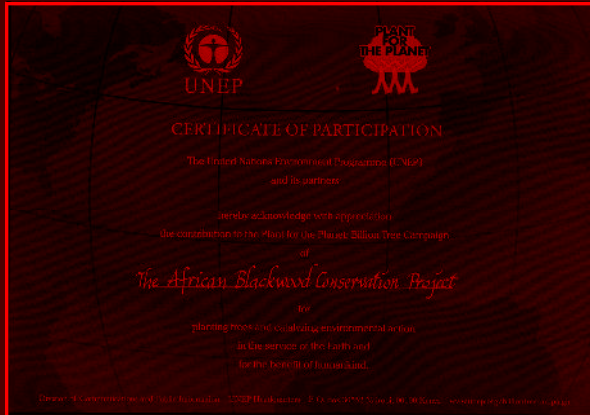 UNEP
PLANT
FOR
THE PLANET
CERTIFICATE OF PARTICIPATION
The United Nations Environment Programme (UNEP)
and its partners
hereby acknowledge with appreciation
the contribution to the Plant for the Planet: Billion Tree Campaign
of
The African Blackwood Conservation Project
for
planting trees and catalyzing environmental action
in the service of the Earth and
for the benefit of humankind.